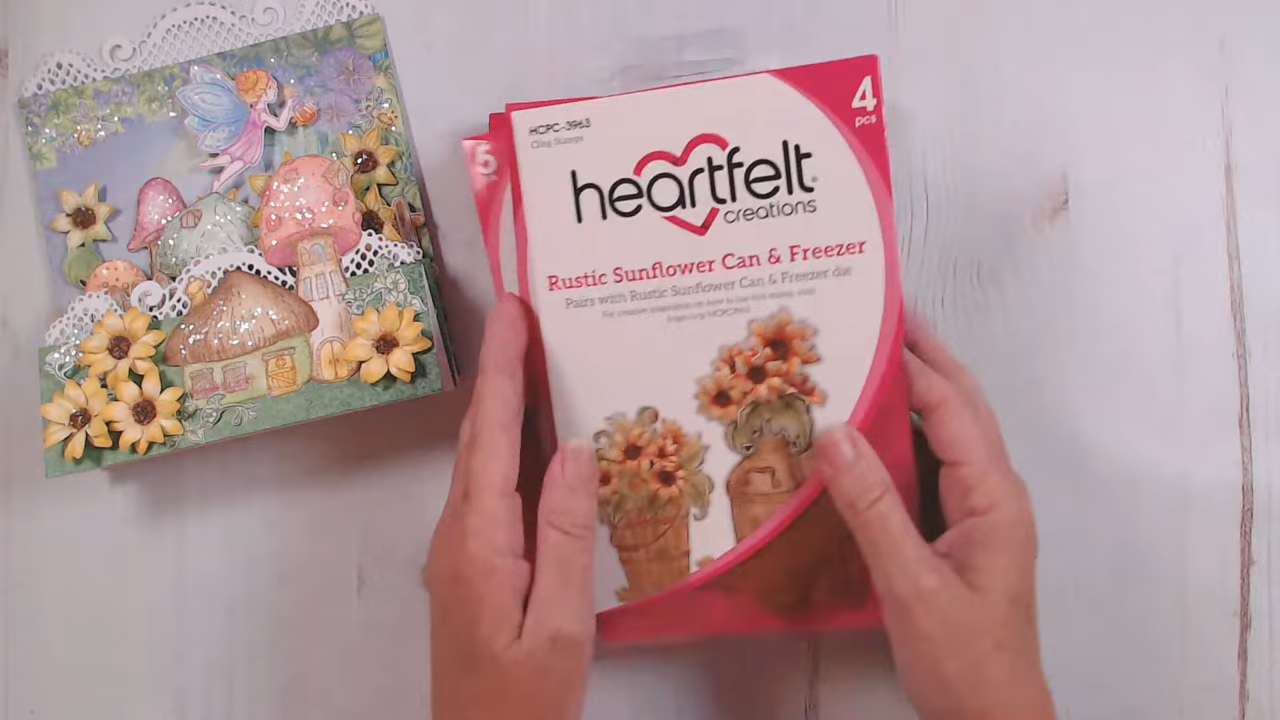 HCPC-3963
Cling Stamps
4
pcs
5
heartfelt
creations
Rustic Sunflower Can & Freezer
Pairs with Rustic Sunflower Can & Freezer die